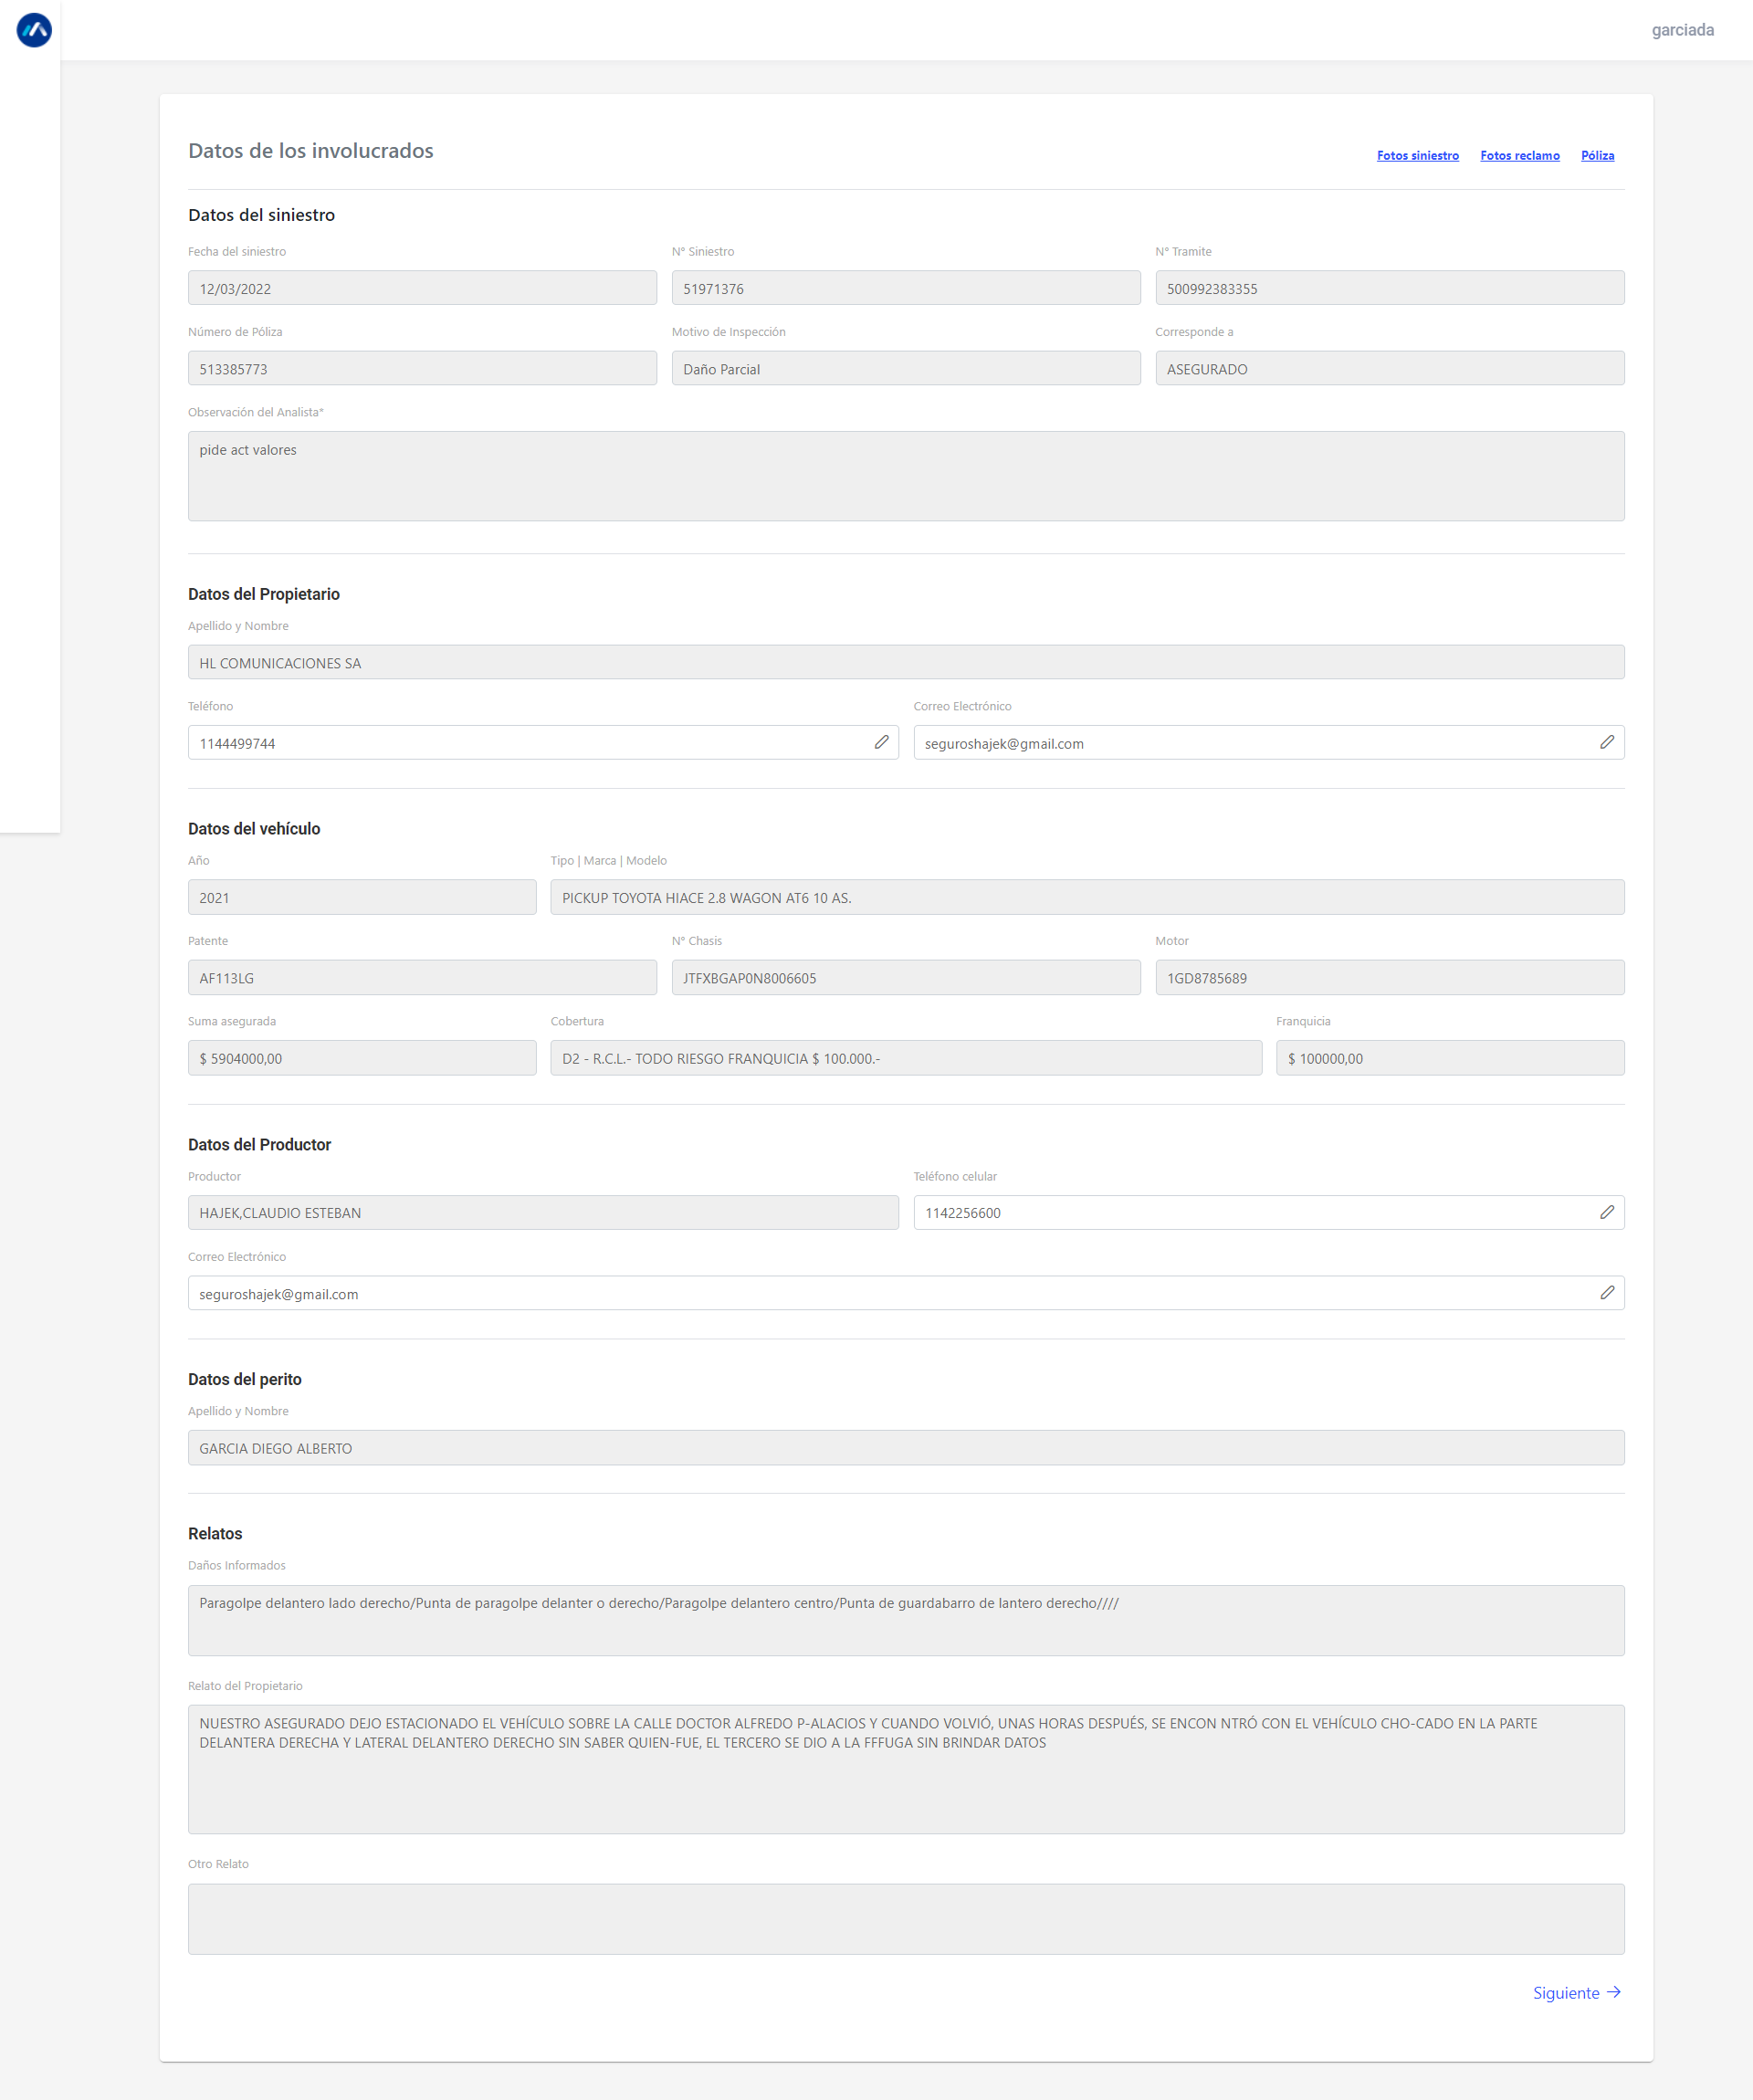 garciada
Datos de los involucrados
Fotos siniestro Fotos reclamo Póliza
Datos del siniestro
Fecha del siniestro N° Siniestro N° Tramite
12/03/2022 51971376 500992383355
Número de Póliza Motivo de Inspección Corresponde a
513385773 Daño Parcial ASEGURADO
Observación del Analista*
pide act valores
Datos del Propietario
Apellido y Nombre
HL COMUNICACIONES SA
Teléfono Correo Electrónico
1144499744 seguroshajek@gmail.com
Datos del vehículo
Año Tipo | Marca | Modelo
2021 PICKUP TOYOTA HIACE 2.8 WAGON AT6 10 AS.
Patente N° Chasis Motor
AF113LG JTFXBGAP0N8006605 1GD8785689
Suma asegurada Cobertura Franquicia
$ 5904000,00 D2 - R.C.L.- TODO RIESGO FRANQUICIA $ 100.000.- $ 100000,00
Datos del Productor
Productor Teléfono celular
HAJEK,CLAUDIO ESTEBAN 1142256600
Correo Electrónico
seguroshajek@gmail.com
Datos del perito
Apellido y Nombre
GARCIA DIEGO ALBERTO
Relatos
Daños Informados
Paragolpe delantero lado derecho/Punta de paragolpe delanter o derecho/Paragolpe delantero centro/Punta de guardabarro de lantero derecho////
Relato del Propietario
NUESTRO ASEGURADO DEJO ESTACIONADO EL VEHÍCULO SOBRE LA CALLE DOCTOR ALFREDO P-ALACIOS Y CUANDO VOLVIÓ, UNAS HORAS DESPUÉS, SE ENCON NTRÓ CON EL VEHÍCULO CHO-CADO EN LA PARTE
DELANTERA DERECHA Y LATERAL DELANTERO DERECHO SIN SABER QUIEN-FUE, EL TERCERO SE DIO A LA FFFUGA SIN BRINDAR DATOS
Otro Relato
Siguiente →